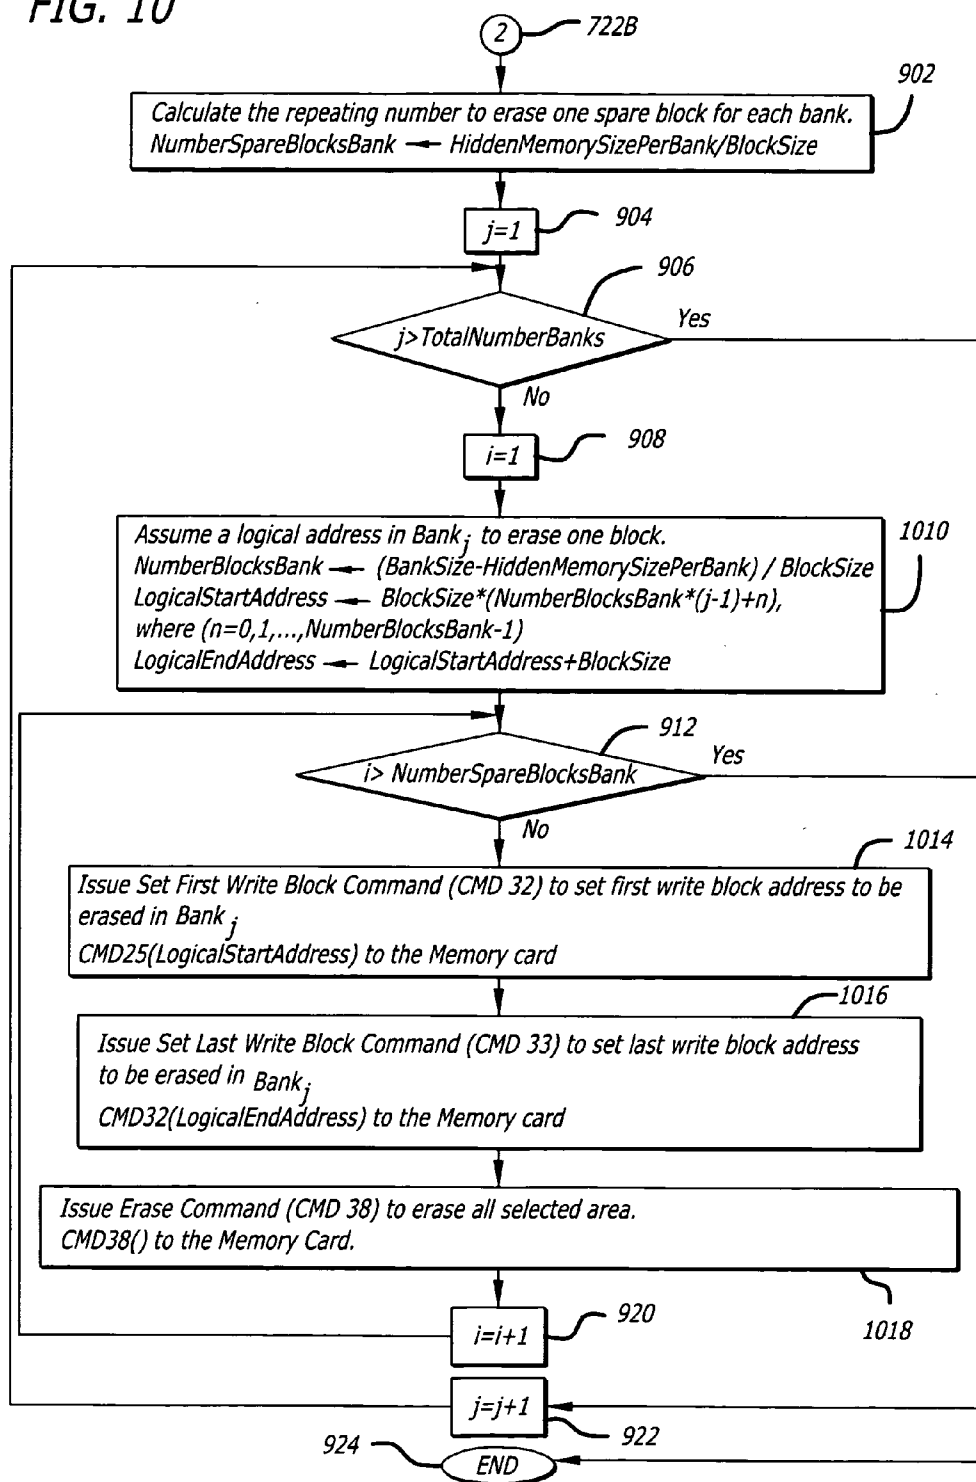 FIG. 10
2
722B
902
Calculate the repeating number to erase one spare block for each bank.
NumberSpareBlocksBank ← HiddenMemorySizePerBank/BlockSize
j=1
904
906
j>TotalNumberBanks
Yes
No
i=1
908
1010
Assume a logical address in Bank j to erase one block.
NumberBlocksBank ← (BankSize-HiddenMemorySizePerBank) / BlockSize
LogicalStartAddress ← BlockSize*(NumberBlocksBank*(j-1)+n),
where (n=0,1,...,NumberBlocksBank-1)
LogicalEndAddress ← LogicalStartAddress+BlockSize
912
i> NumberSpareBlocksBank
Yes
No
1014
Issue Set First Write Block Command (CMD 32) to set first write block address to be
erased in Bank j
CMD25(LogicalStartAddress) to the Memory card
1016
Issue Set Last Write Block Command (CMD 33) to set last write block address
to be erased in Bank j
CMD32(LogicalEndAddress) to the Memory card
Issue Erase Command (CMD 38) to erase all selected area.
CMD38() to the Memory Card.
1018
i=i+1
920
j=j+1
922
924
END